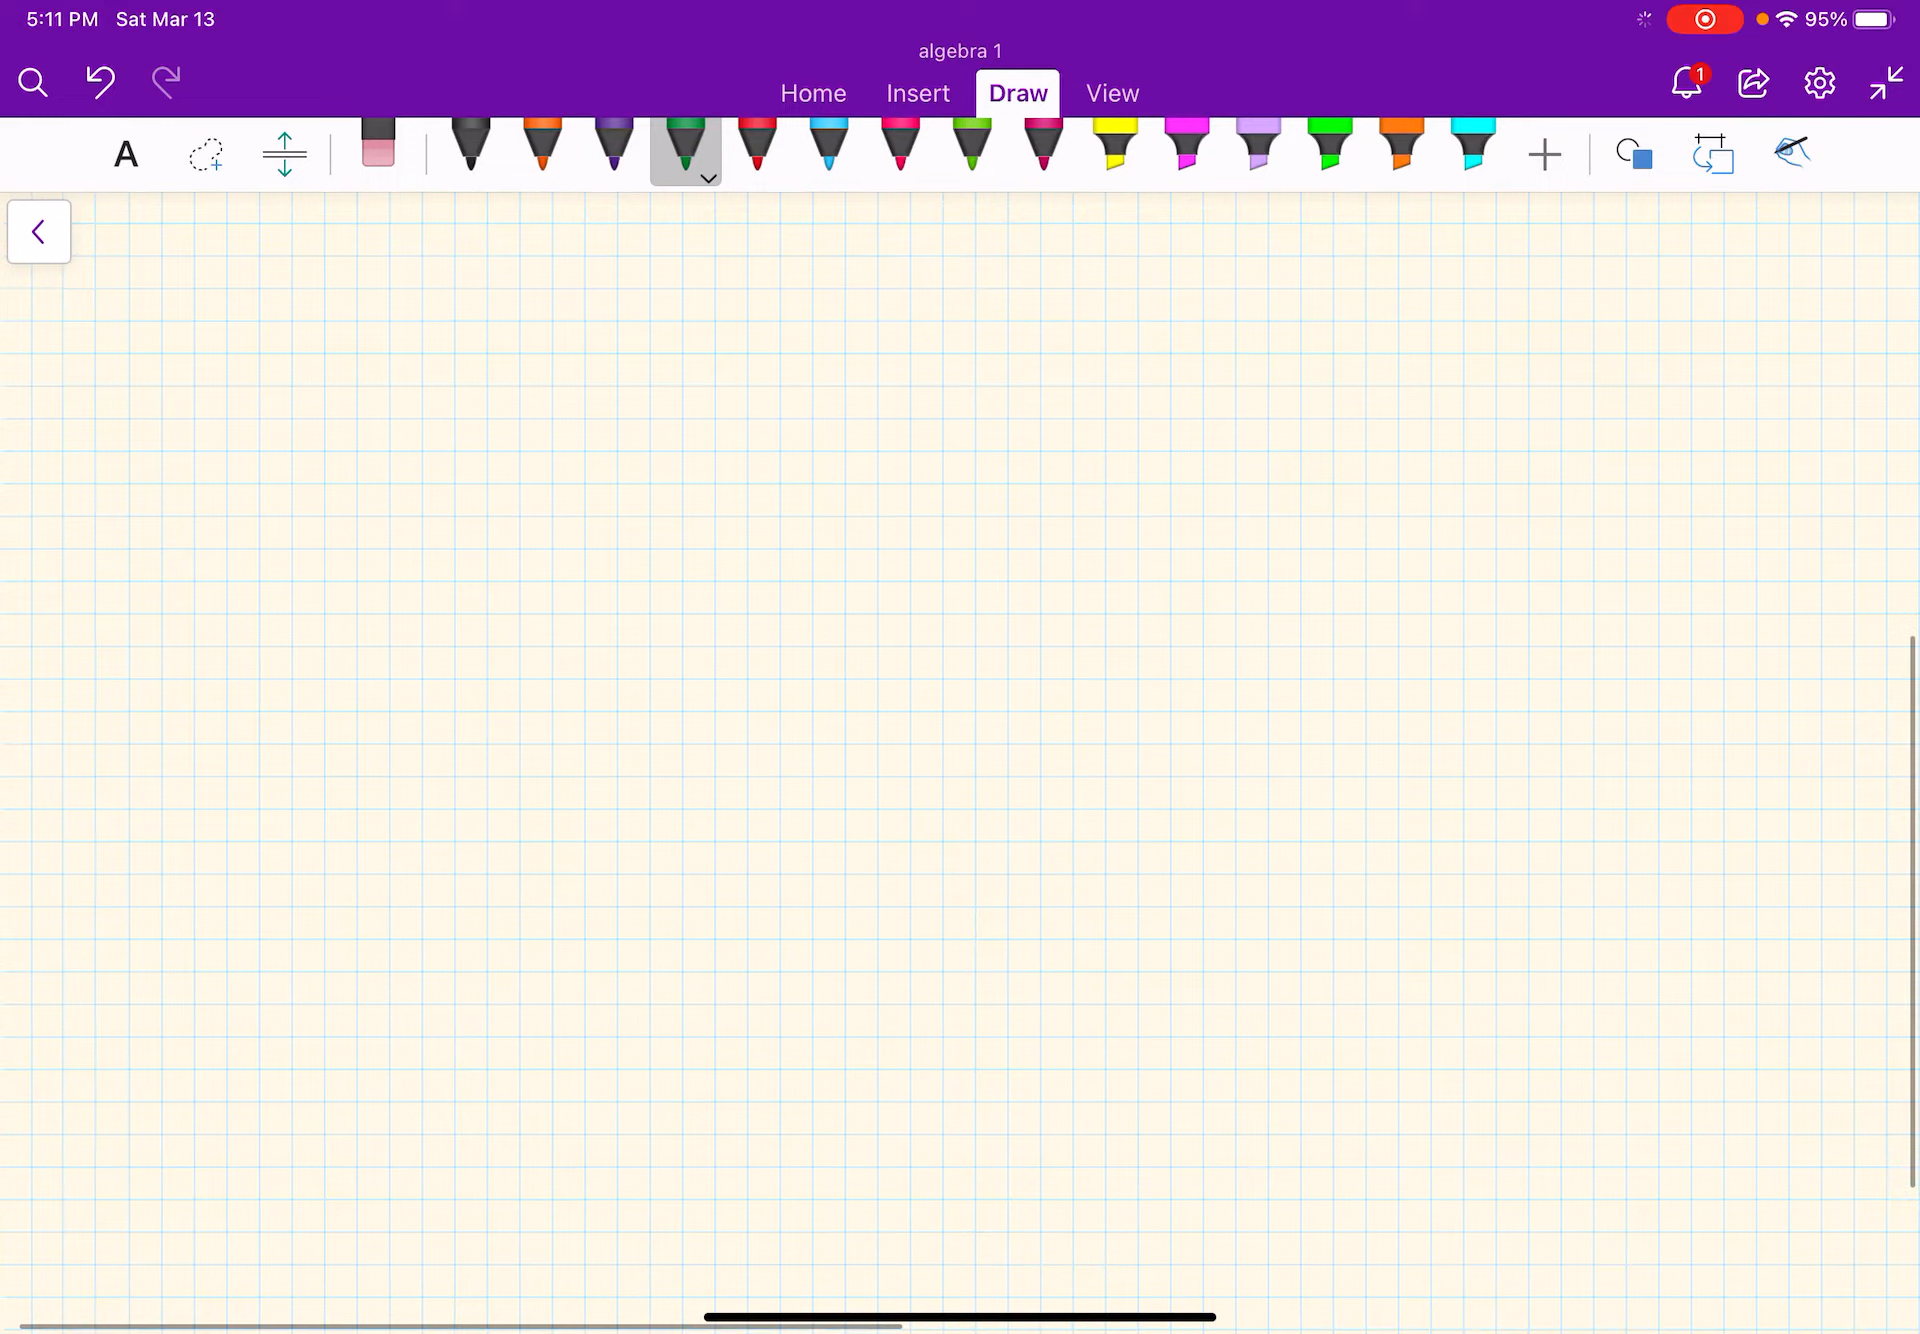 5:11 PM Sat Mar 13
95%
algebra 1
Home Insert Draw View
1
A